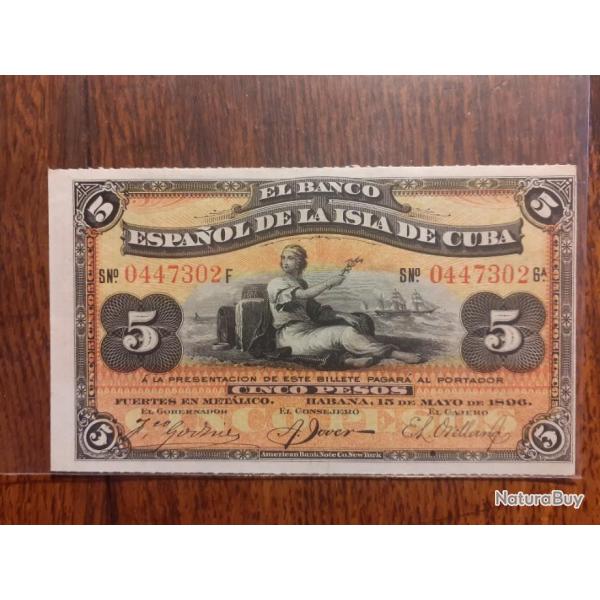 5 EL BANCO 5
ESPAÑOL DE LA ISLA DE CUBA
SNº. 0447302 F SNº. 0447302 6A.
5 5
Á LA PRESENTACION DE ESTE BILLETE PAGARÁ AL PORTADOR
CINCO PESOS
FUERTES EN METÁLICO. HABANA, 15 DE MAYO DE 1896.
EL GOBERNADOR EL CONSEJERO EL CAJERO
5 5
American Bank Note Co. New York
NaturaBuy